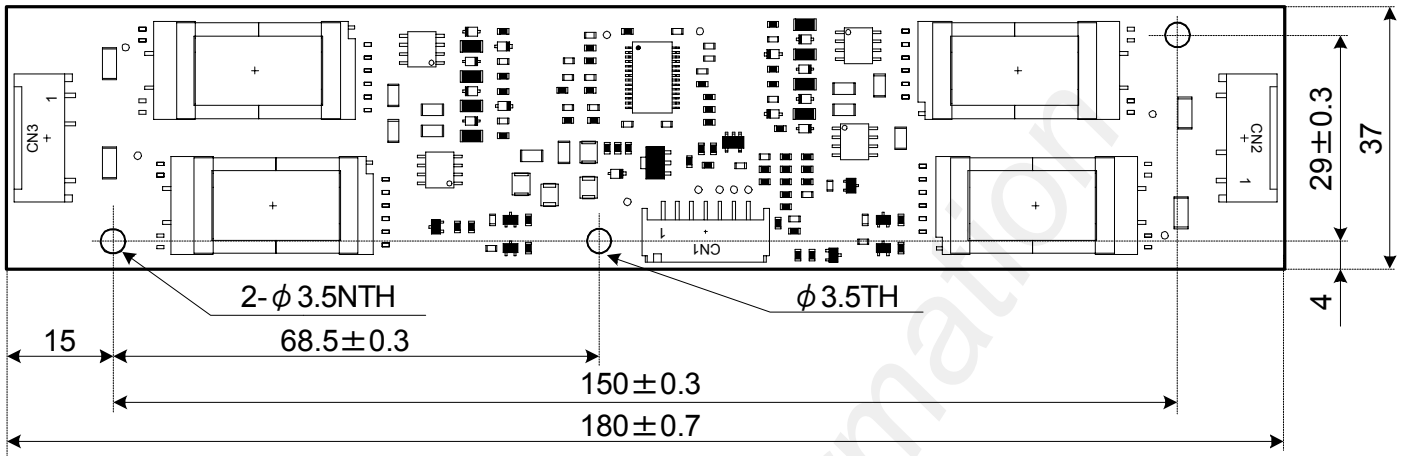 CN3
1
CN2
1
CN1
1
29±0.3
37
4
2-φ3.5NTH
φ3.5TH
15
68.5±0.3
150±0.3
180±0.7
rmation